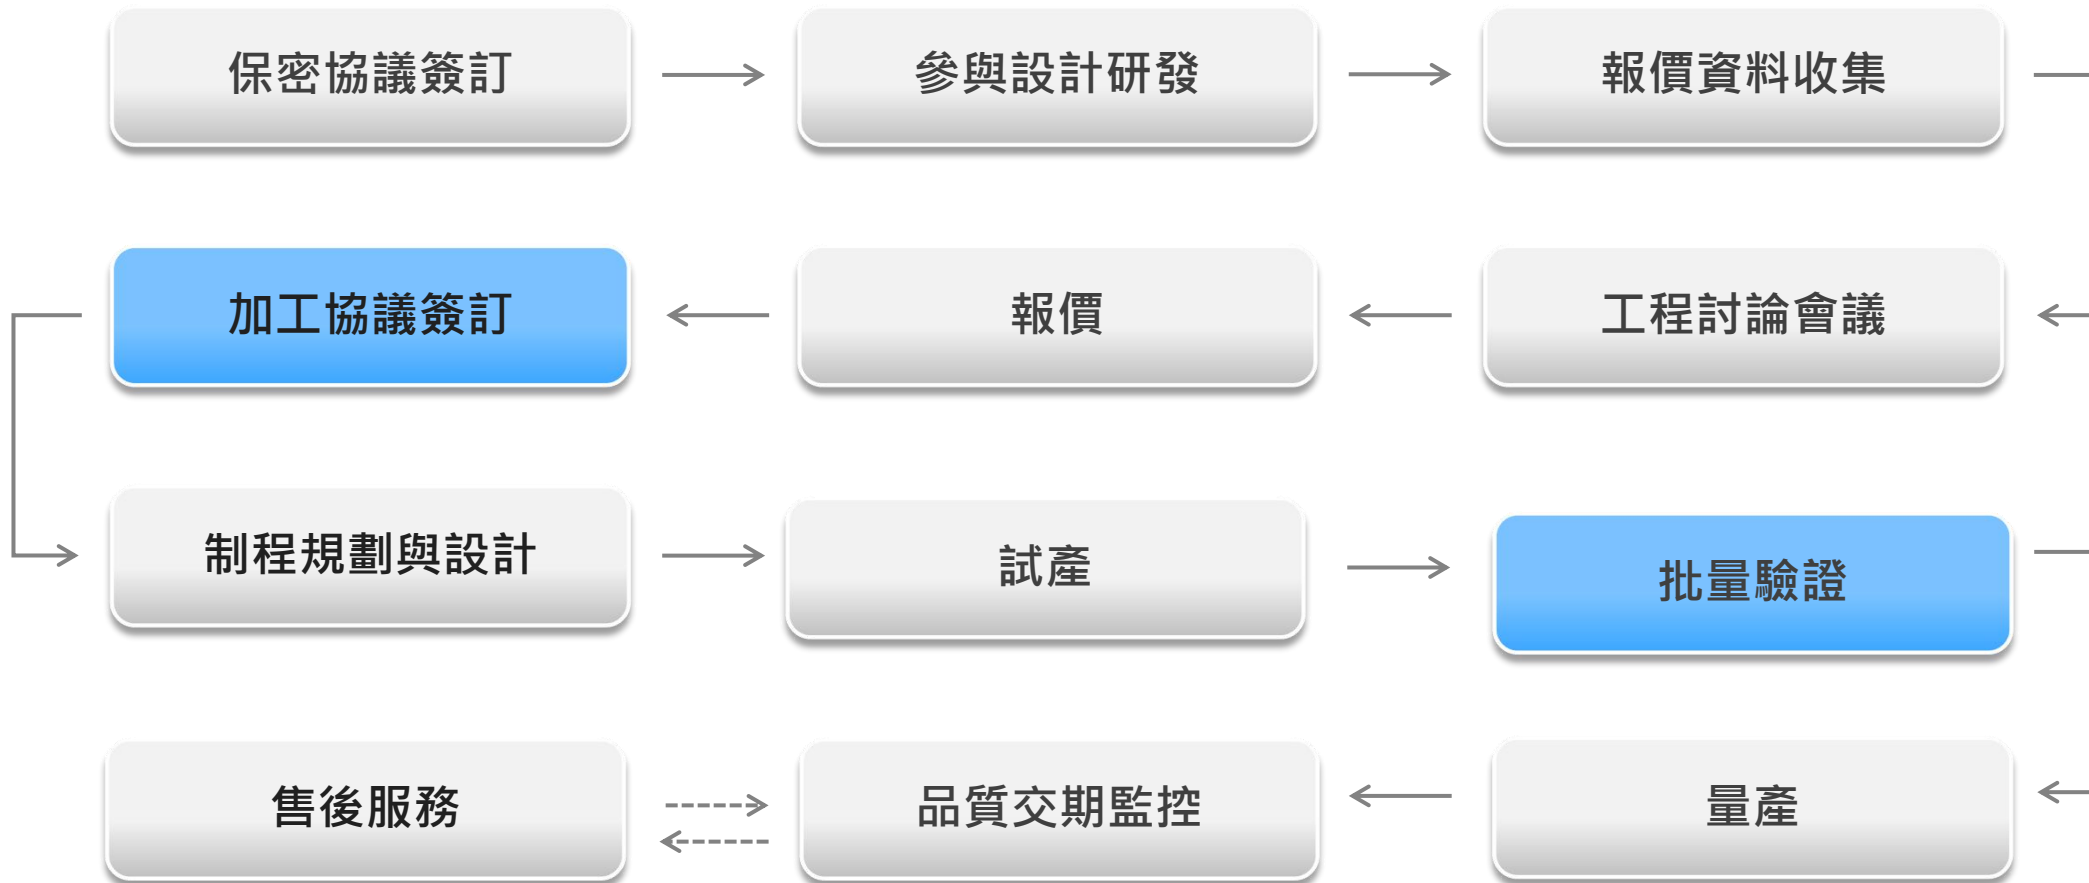 保密協議簽訂
參與設計研發
報價資料收集
加工協議簽訂
報價
工程討論會議
制程規劃與設計
試產
批量驗證
售後服務
品質交期監控
量產